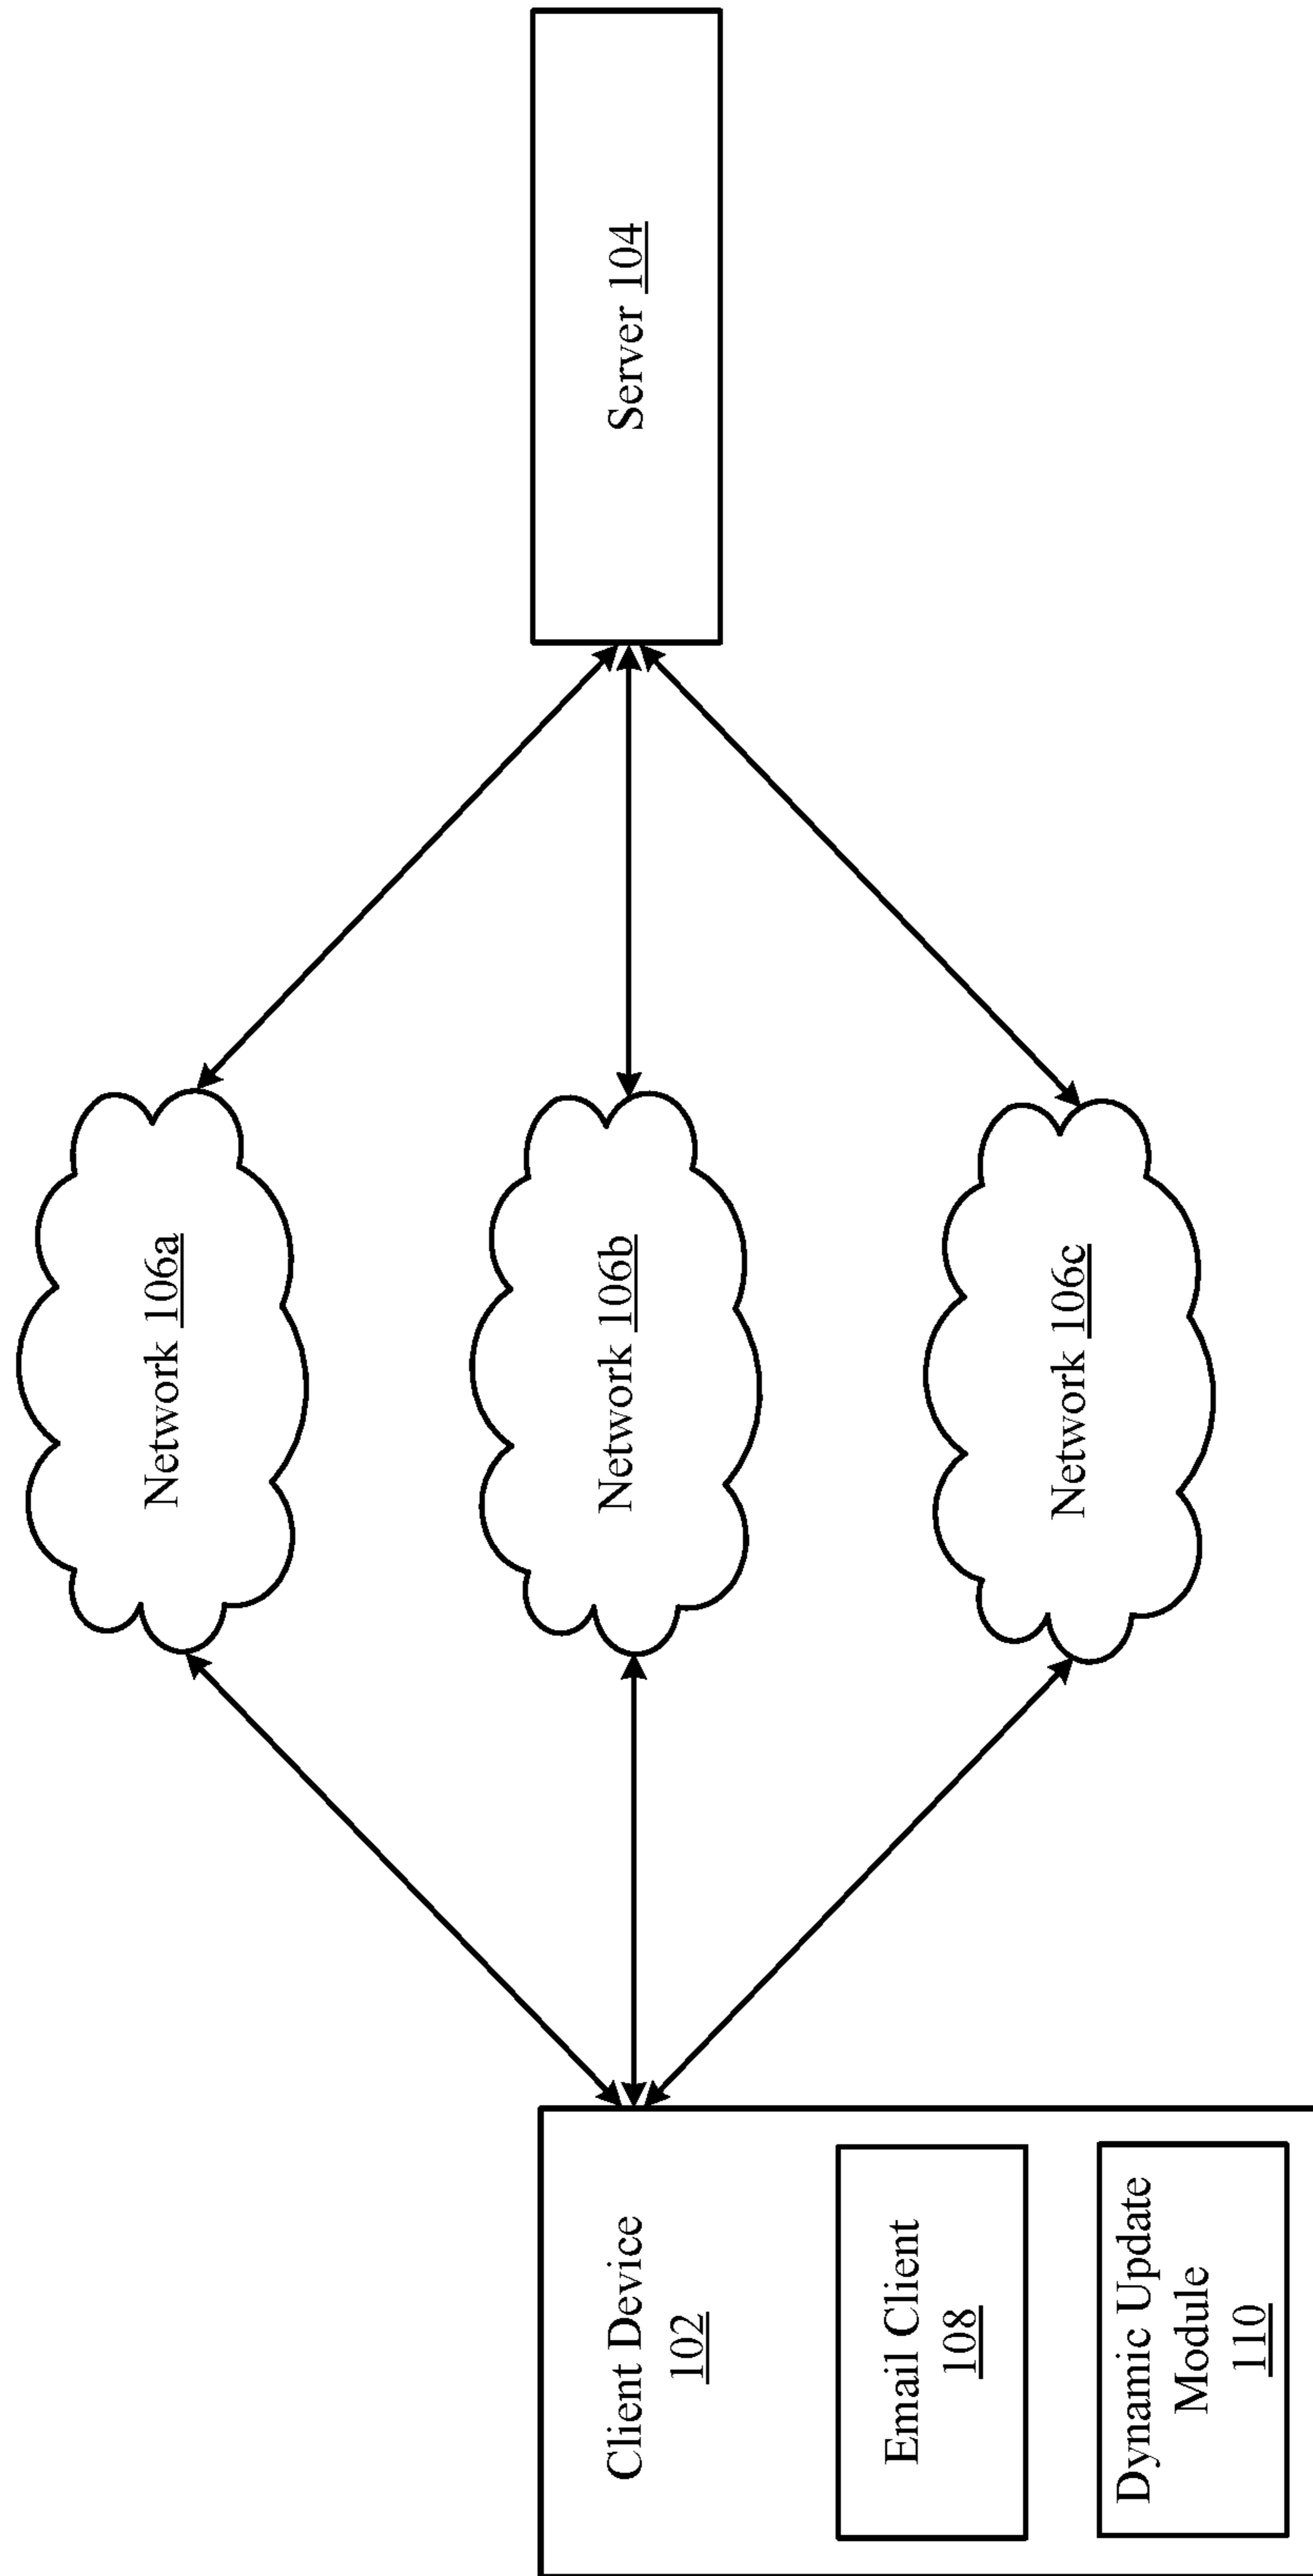 Client Device
102
Email Client
108
Dynamic Update
Module
110
Network 106a
Network 106b
Network 106c
Server 104